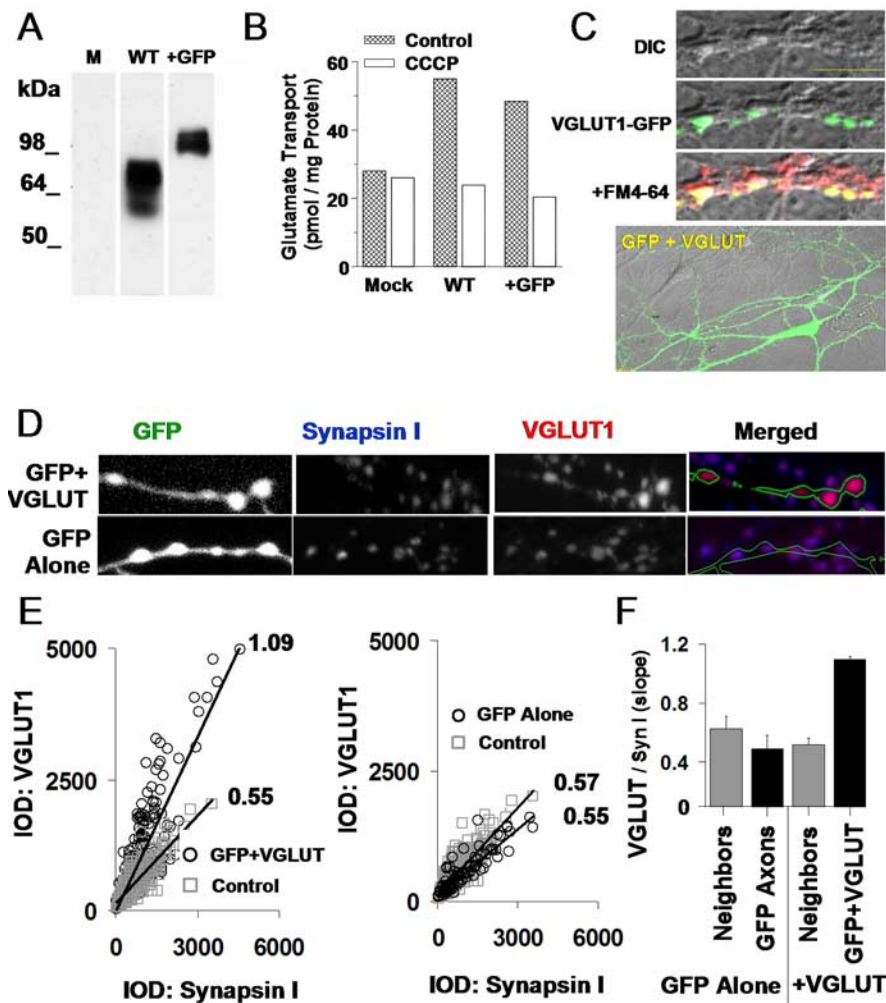 A
M WT +GFP
kDa
98_
64_
50_
B
Control
CCCP
Glutamate Transport
(pmol / mg Protein)
60
40
20
0
Mock WT +GFP
C
DIC
VGLUT1-GFP
+FM4-64
GFP + VGLUT
D
GFP Synapsin I VGLUT1 Merged
GFP+
VGLUT
GFP
Alone
E
IOD: VGLUT1
5000
2500
0
1.09
0.55
GFP+VGLUT
Control
0 3000 6000
IOD: Synapsin I
IOD: VGLUT1
5000
2500
0
GFP Alone
Control
0.57
0.55
0 3000 6000
IOD: Synapsin I
F
VGLUT / Syn I (slope)
1.2
0.8
0.4
0
Neighbors
GFP Axons
Neighbors
GFP+VGLUT
GFP Alone +VGLUT